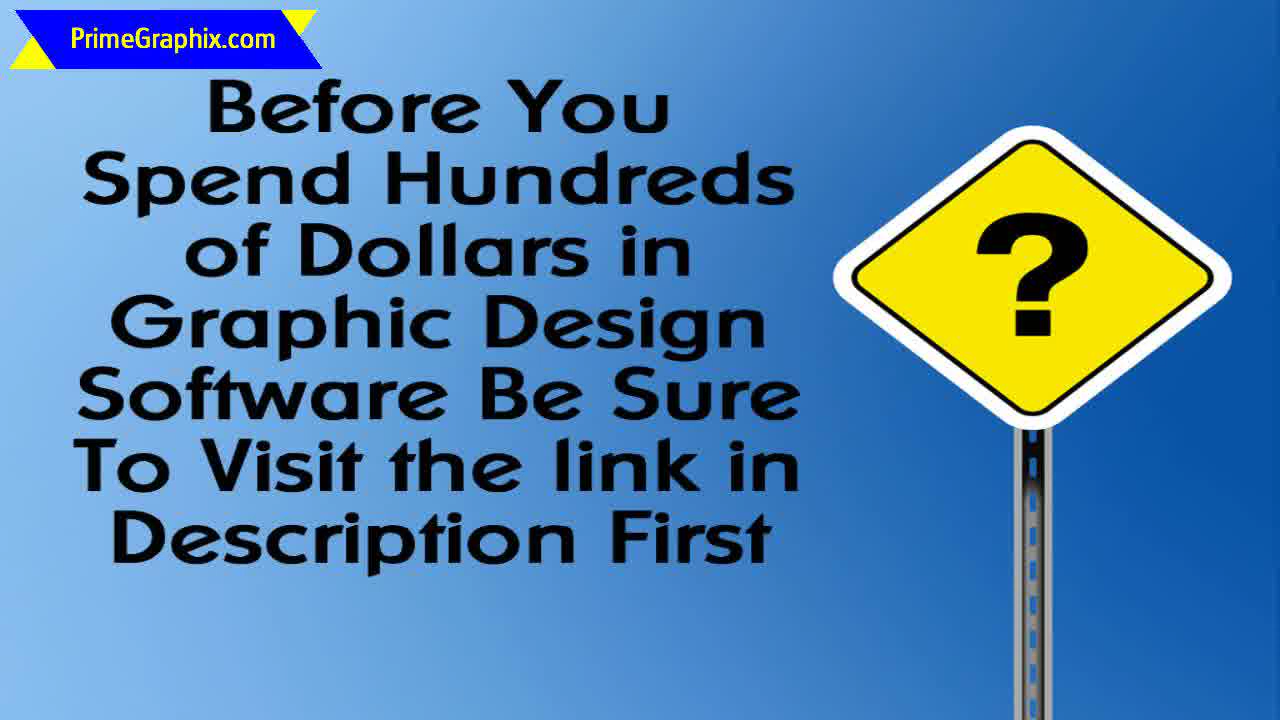 PrimeGraphix.com
Before You
Spend Hundreds
of Dollars in
Graphic Design
Software Be Sure
To Visit the link in
Description First
?